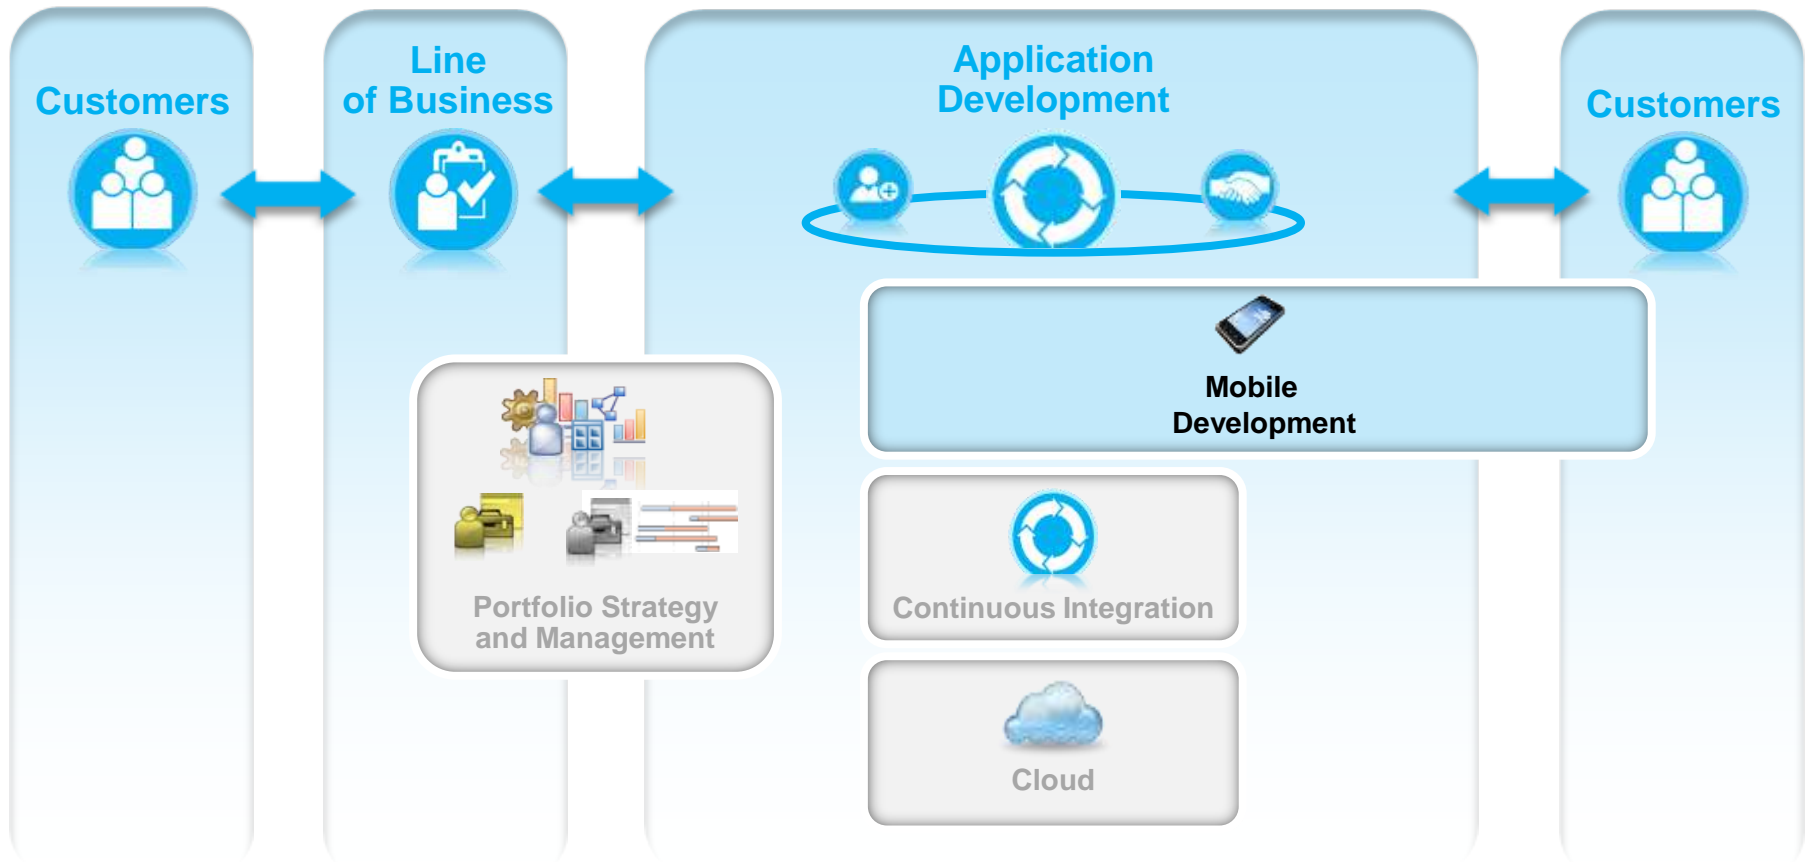 Customers
Line
of Business
Application
Development
Customers
Mobile
Development
Portfolio Strategy
and Management
Continuous Integration
Cloud